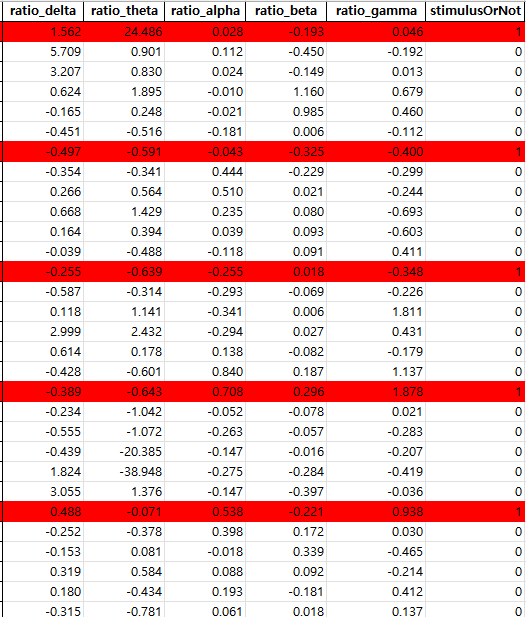 ratio_delta ratio_theta ratio_alpha ratio_beta ratio_gamma stimulusOrNot
1.562 24.486 0.028 -0.193 0.046 1
5.709 0.901 0.112 -0.450 -0.192 0
3.207 0.830 0.024 -0.149 0.013 0
0.624 1.895 -0.010 1.160 0.679 0
-0.165 0.248 -0.021 0.985 0.460 0
-0.451 -0.516 -0.181 0.006 -0.112 0
-0.497 -0.591 -0.043 -0.325 -0.400 1
-0.354 -0.341 0.444 -0.229 -0.299 0
0.266 0.564 0.510 0.021 -0.244 0
0.668 1.429 0.235 0.080 -0.693 0
0.164 0.394 0.039 0.093 -0.603 0
-0.039 -0.488 -0.118 0.091 0.411 0
-0.255 -0.639 -0.255 0.018 -0.348 1
-0.587 -0.314 -0.293 -0.069 -0.226 0
0.118 1.141 -0.341 0.006 1.811 0
2.999 2.432 -0.294 0.027 0.431 0
0.614 0.178 0.138 -0.082 -0.179 0
-0.428 -0.601 0.840 0.187 1.137 0
-0.389 -0.643 0.708 0.296 1.878 1
-0.234 -1.042 -0.052 -0.078 0.021 0
-0.555 -1.072 -0.263 -0.057 -0.283 0
-0.439 -20.385 -0.147 -0.016 -0.207 0
1.824 -38.948 -0.275 -0.284 -0.419 0
3.055 1.376 -0.147 -0.397 -0.036 0
0.488 -0.071 0.538 -0.221 0.938 1
-0.252 -0.378 0.398 0.172 0.030 0
-0.153 0.081 -0.018 0.339 -0.465 0
0.319 0.584 0.088 0.092 -0.214 0
0.180 -0.434 0.193 -0.181 0.412 0
-0.315 -0.781 0.061 0.018 0.137 0